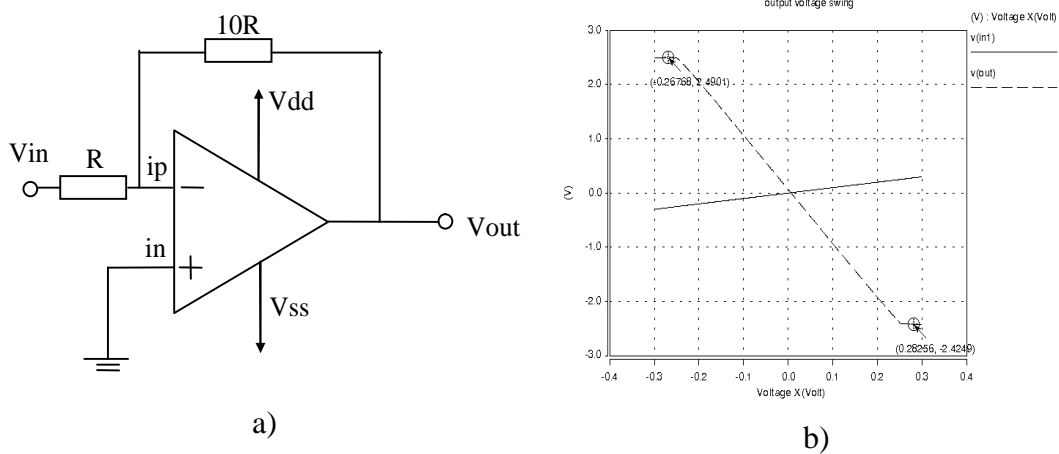 10R
Vdd
Vin
R
ip
in
Vout
Vss
a)
output voltage swing
(V) : Voltage X(Volt)
v(in1)
v(out)
3.0
2.0
1.0
0.0
-1.0
-2.0
-3.0
(V)
(-0.26768, 2.4901)
(0.28256, -2.4249)
-0.4
-0.3
-0.2
-0.1
0.0
0.1
0.2
0.3
0.4
Voltage X(Volt)
b)